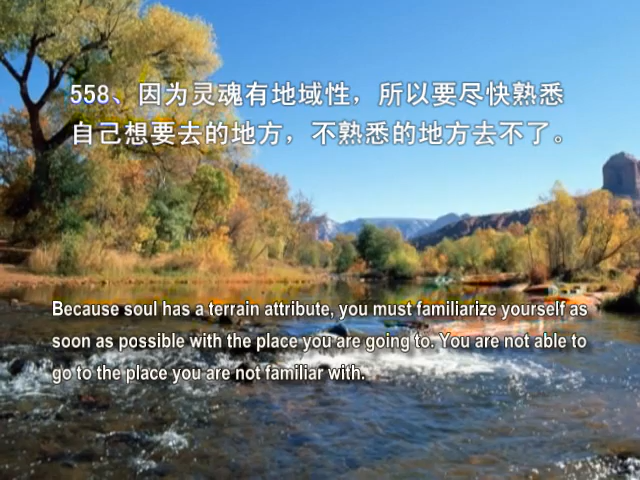 558、因为灵魂有地域性，所以要尽快熟悉
自己想要去的地方，不熟悉的地方去不了。
Because soul has a terrain attribute, you must familiarize yourself as
soon as possible with the place you are going to. You are not able to
go to the place you are not familiar with.